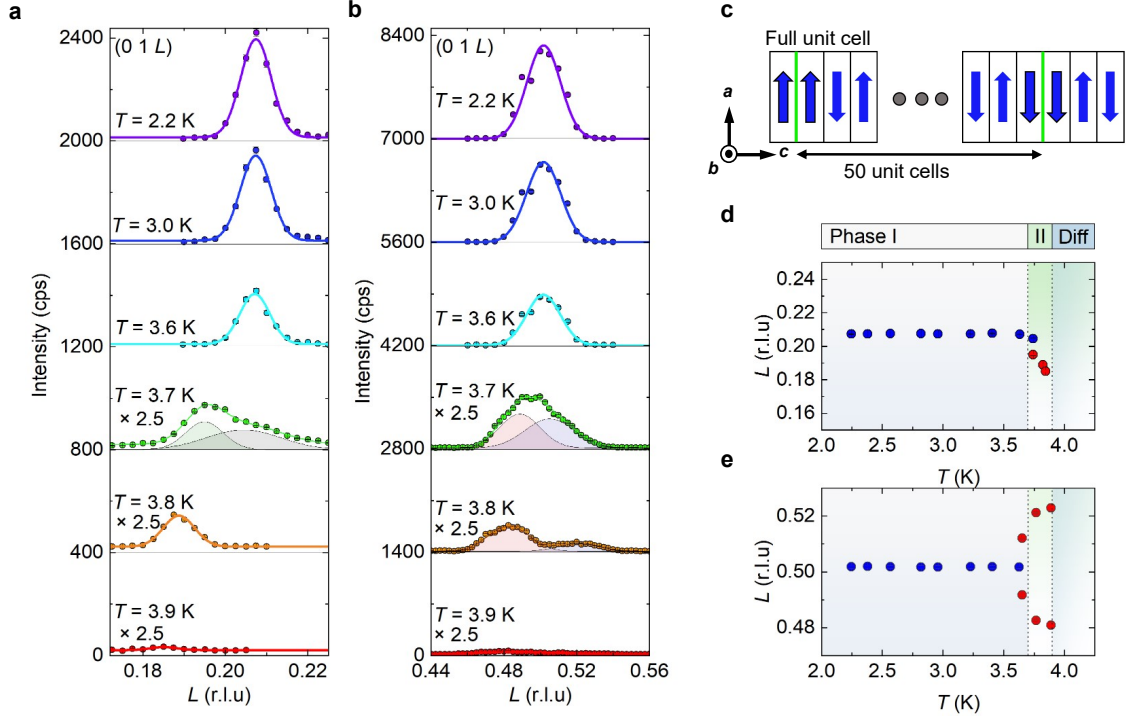 a
(0 1 L)
T = 2.2 K
T = 3.0 K
T = 3.6 K
T = 3.7 K
× 2.5
T = 3.8 K
× 2.5
T = 3.9 K
× 2.5
2400
2000
1600
1200
800
400
0
Intensity (cps)
0.18
0.20
0.22
L (r.l.u)
b
(0 1 L)
T = 2.2 K
T = 3.0 K
T = 3.6 K
T = 3.7 K
× 2.5
T = 3.8 K
× 2.5
T = 3.9 K
× 2.5
8400
7000
5600
4200
2800
1400
0
Intensity (cps)
0.44
0.48
0.52
0.56
L (r.l.u)
c
Full unit cell
a
b
c
50 unit cells
d
Phase I
II
Diff
0.24
0.22
0.20
0.18
0.16
L (r.l.u)
2.0
2.5
3.0
3.5
4.0
T (K)
e
0.52
0.50
0.48
L (r.l.u)
2.0
2.5
3.0
3.5
4.0
T (K)